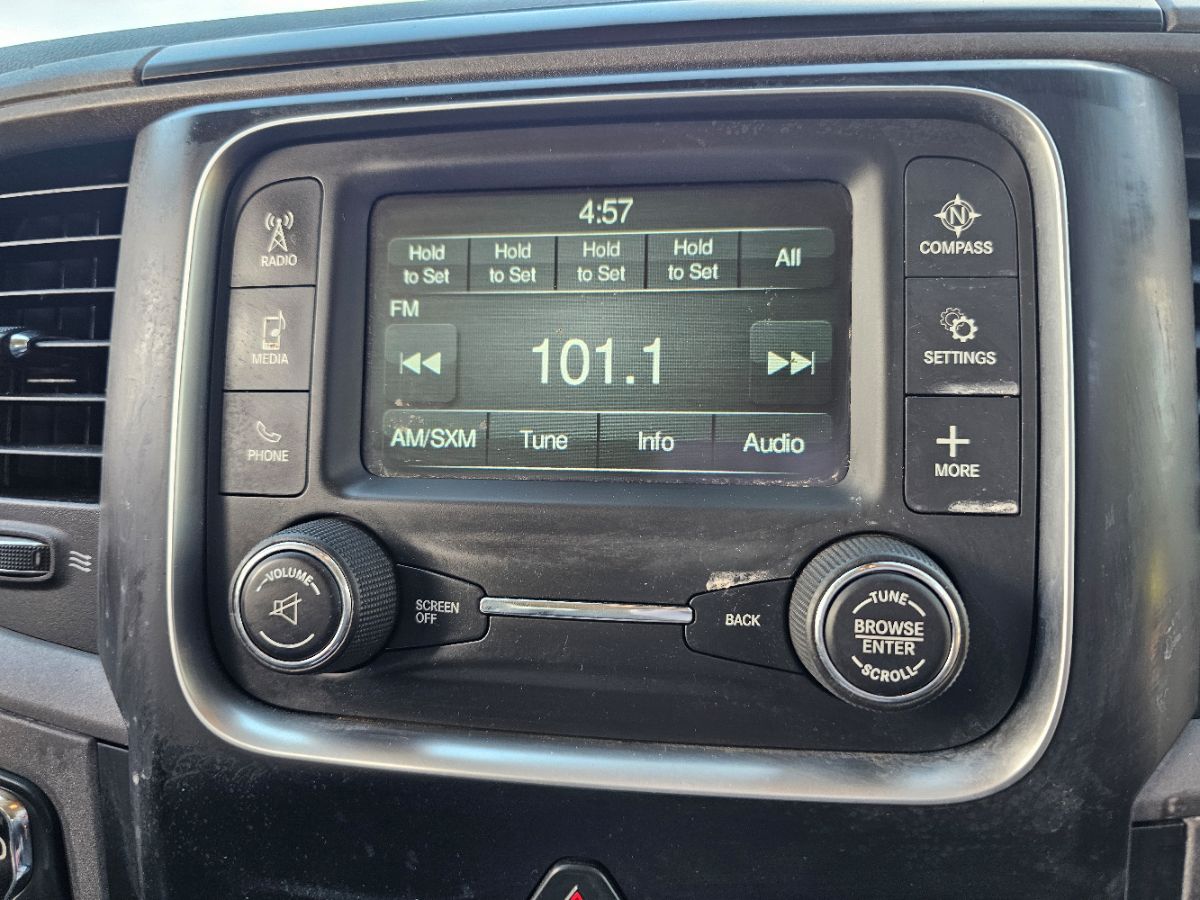 4:57
Hold to Set
Hold to Set
Hold to Set
Hold to Set
All
FM
101.1
AM/SXM
Tune
Info
Audio
RADIO
MEDIA
PHONE
N
COMPASS
SETTINGS
MORE
VOLUME
SCREEN
OFF
BACK
TUNE
BROWSE
ENTER
SCROLL